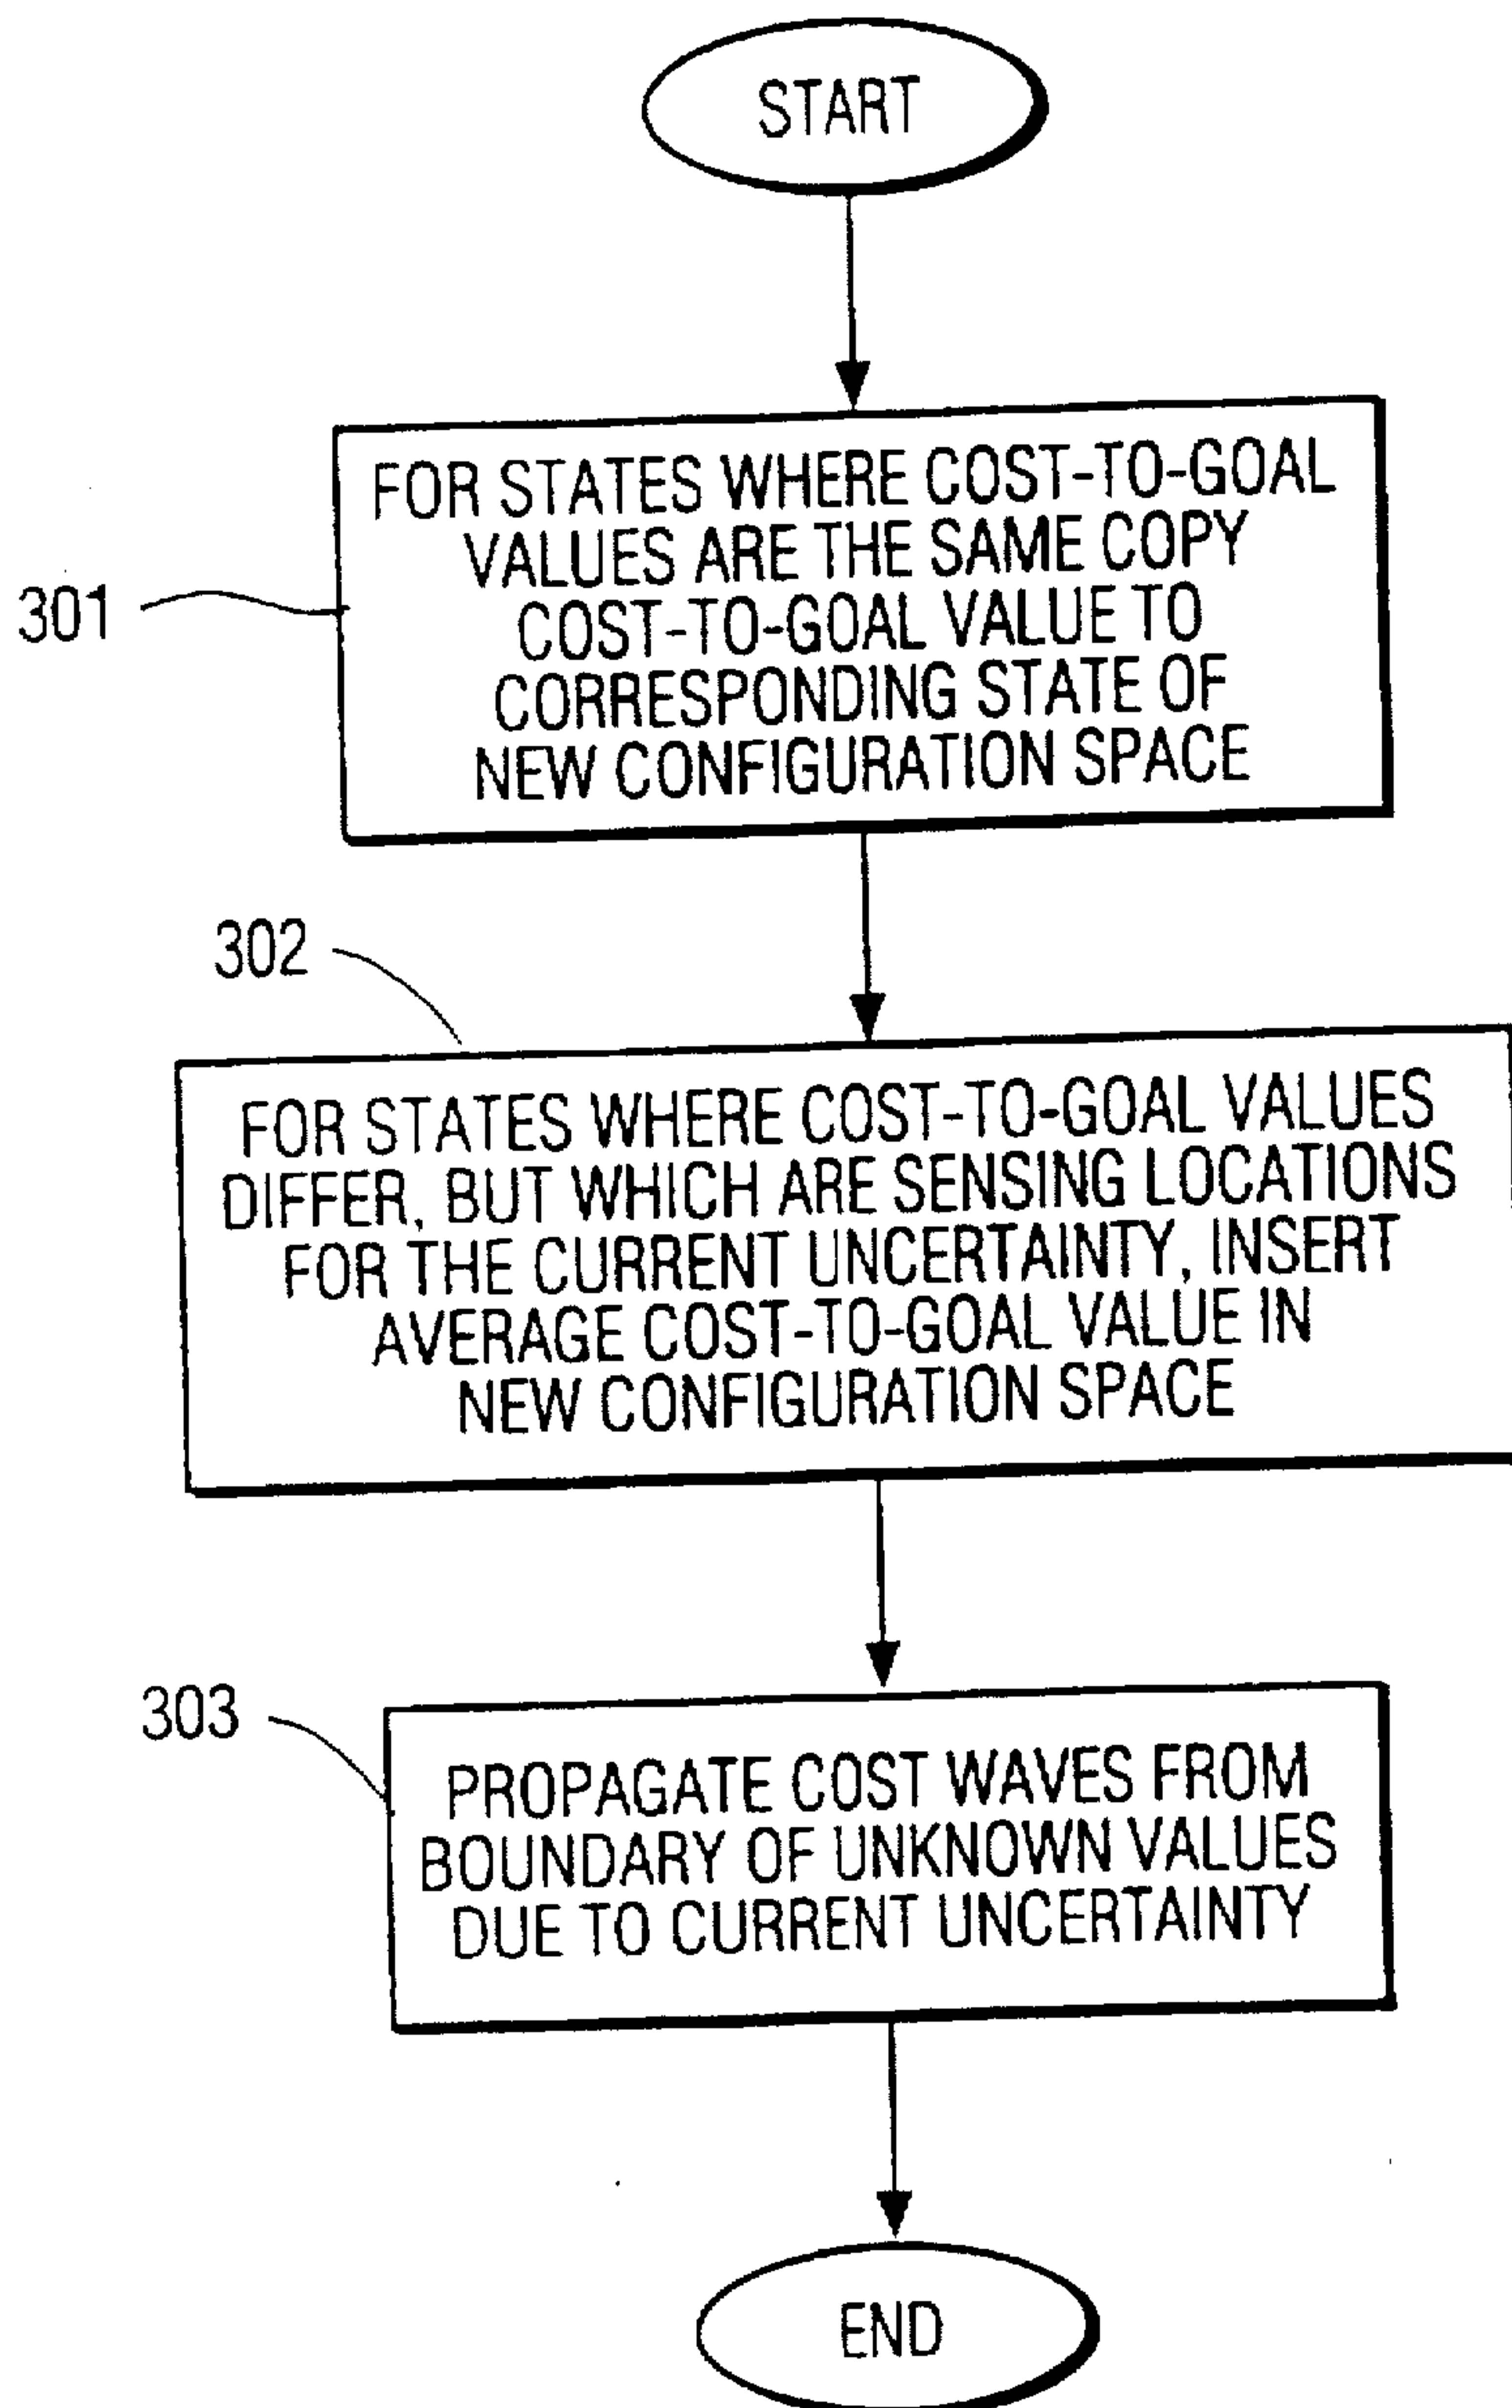 START
FOR STATES WHERE COST-TO-GOAL
VALUES ARE THE SAME COPY
COST-TO-GOAL VALUE TO
CORRESPONDING STATE OF
NEW CONFIGURATION SPACE
301
302
FOR STATES WHERE COST-TO-GOAL VALUES
DIFFER, BUT WHICH ARE SENSING LOCATIONS
FOR THE CURRENT UNCERTAINTY, INSERT
AVERAGE COST-TO-GOAL VALUE IN
NEW CONFIGURATION SPACE
303
PROPAGATE COST WAVES FROM
BOUNDARY OF UNKNOWN VALUES
DUE TO CURRENT UNCERTAINTY
END